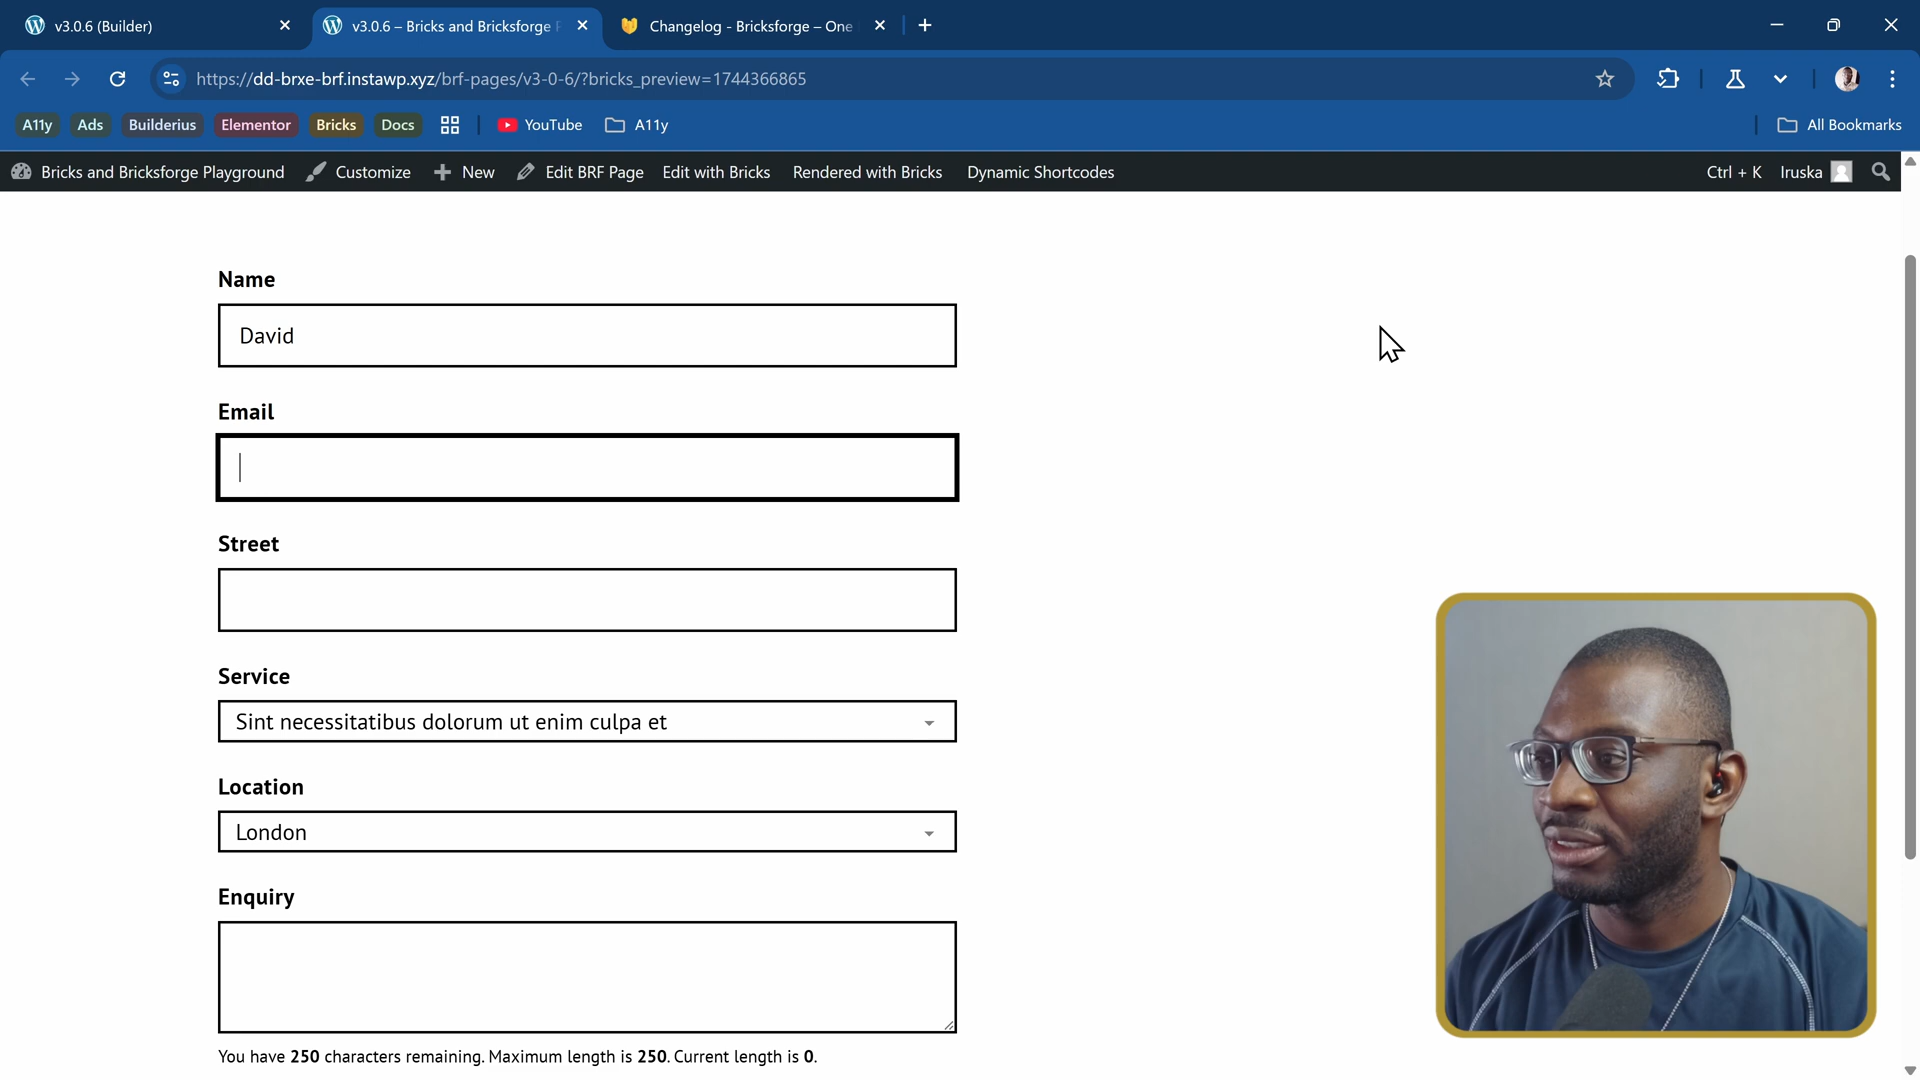 v3.0.6 (Builder)
v3.0.6 – Bricks and Bricksforge
Changelog - Bricksforge – One
https://dd-brxe-brf.instawp.xyz/brf-pages/v3-0-6/?bricks_preview=1744366865
A11y Ads Builderius Elementor Bricks Docs YouTube A11y All Bookmarks
Bricks and Bricksforge Playground Customize New Edit BRF Page Edit with Bricks Rendered with Bricks Dynamic Shortcodes Ctrl + K Iruska
Name
David
Email
Street
Service
Sint necessitatibus dolorum ut enim culpa et
Location
London
Enquiry
You have 250 characters remaining. Maximum length is 250. Current length is 0.